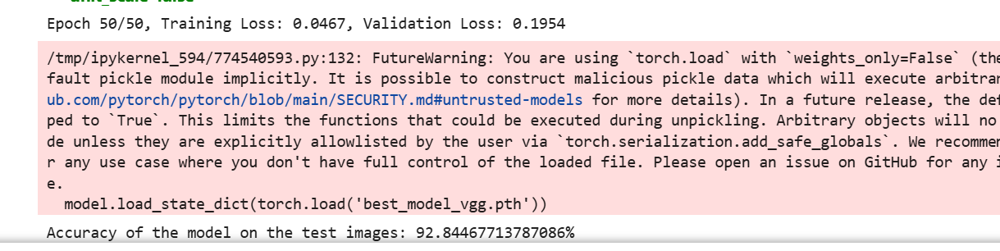 unit_scale=false
Epoch 50/50, Training Loss: 0.0467, Validation Loss: 0.1954
/tmp/ipykernel_594/774540593.py:132: FutureWarning: You are using `torch.load` with `weights_only=False` (the
fault pickle module implicitly. It is possible to construct malicious pickle data which will execute arbitrar
ub.com/pytorch/pytorch/blob/main/SECURITY.md#untrusted-models for more details). In a future release, the def
ped to `True`. This limits the functions that could be executed during unpickling. Arbitrary objects will no
de unless they are explicitly allowlisted by the user via `torch.serialization.add_safe_globals`. We recommen
r any use case where you don't have full control of the loaded file. Please open an issue on GitHub for any i
e.
model.load_state_dict(torch.load('best_model_vgg.pth'))
Accuracy of the model on the test images: 92.84467713787086%